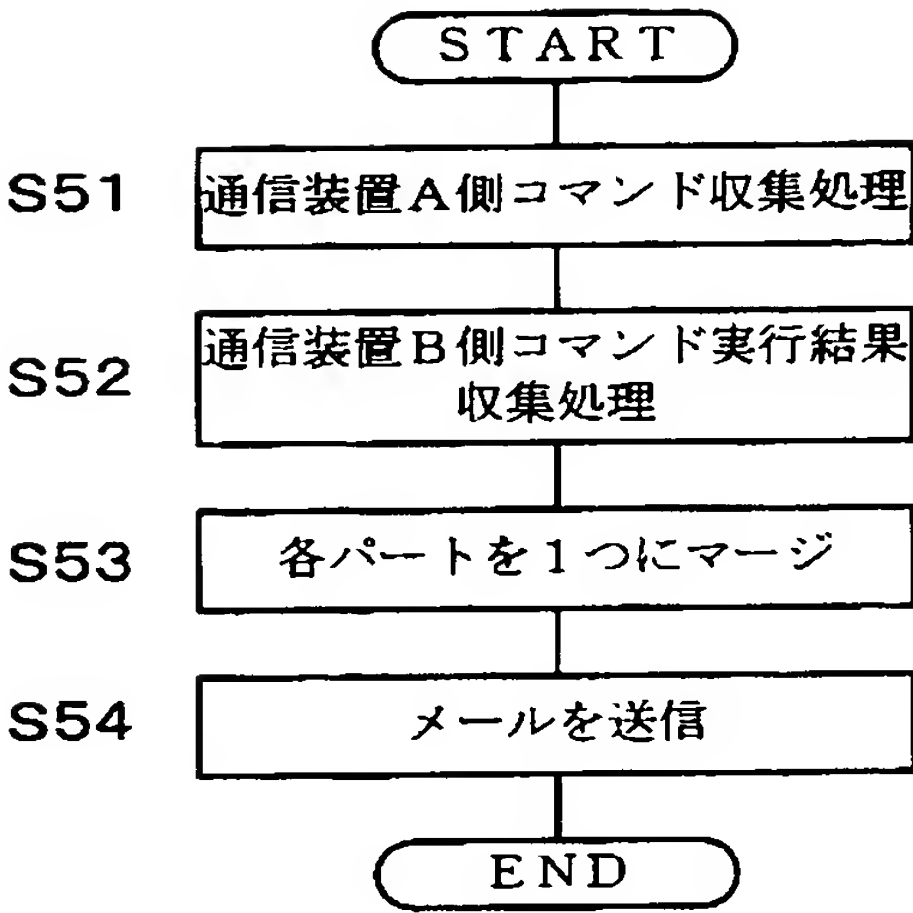 START
S51
通信装置A側コマンド収集処理
S52
通信装置B側コマンド実行結果
収集処理
S53
各パートを1つにマージ
S54
メールを送信
END